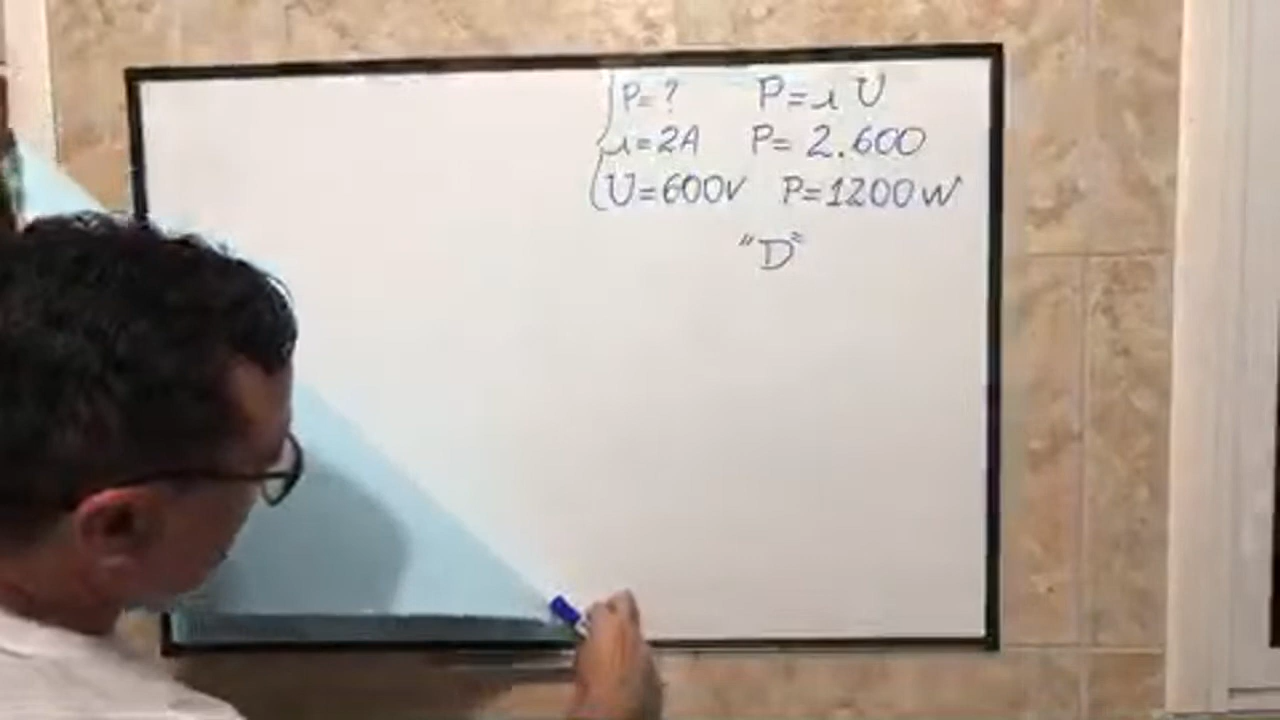 P=? P=i U
i=2A P= 2.600
U=600V P=1200W
"D"